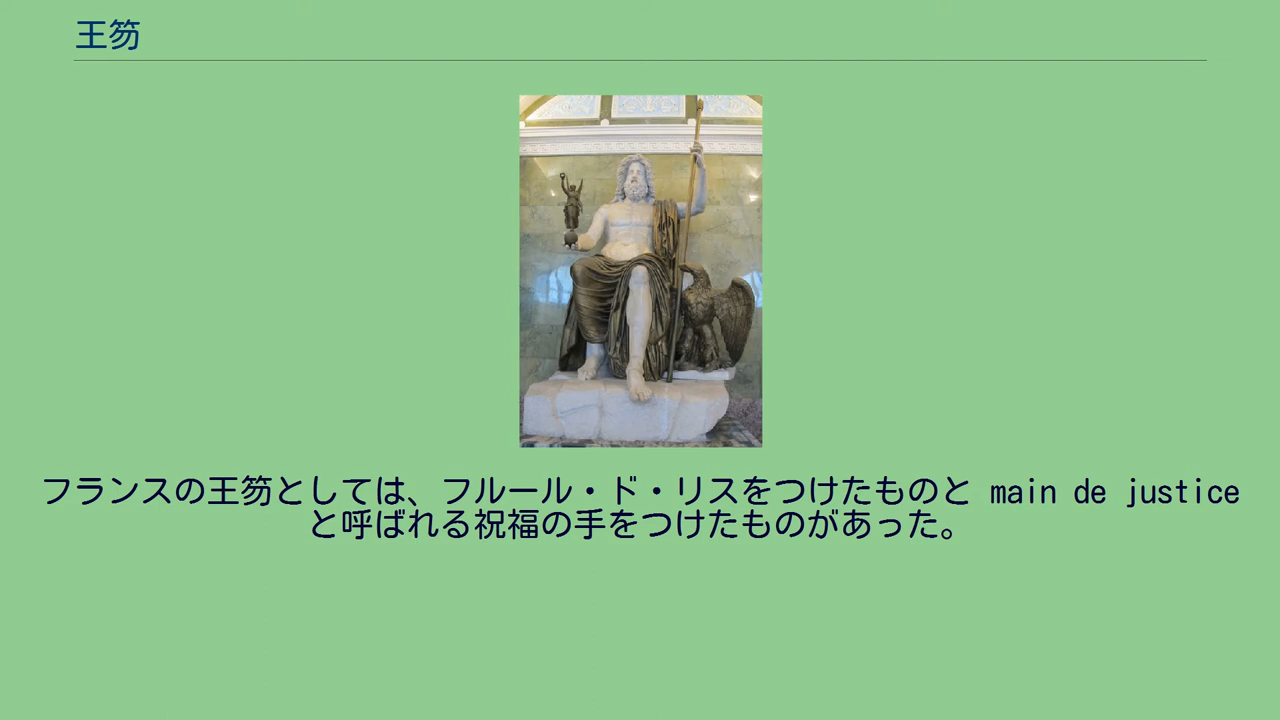 王笏
フランスの王笏としては、フルール・ド・リスをつけたものと main de justice
と呼ばれる祝福の手をつけたものがあった。